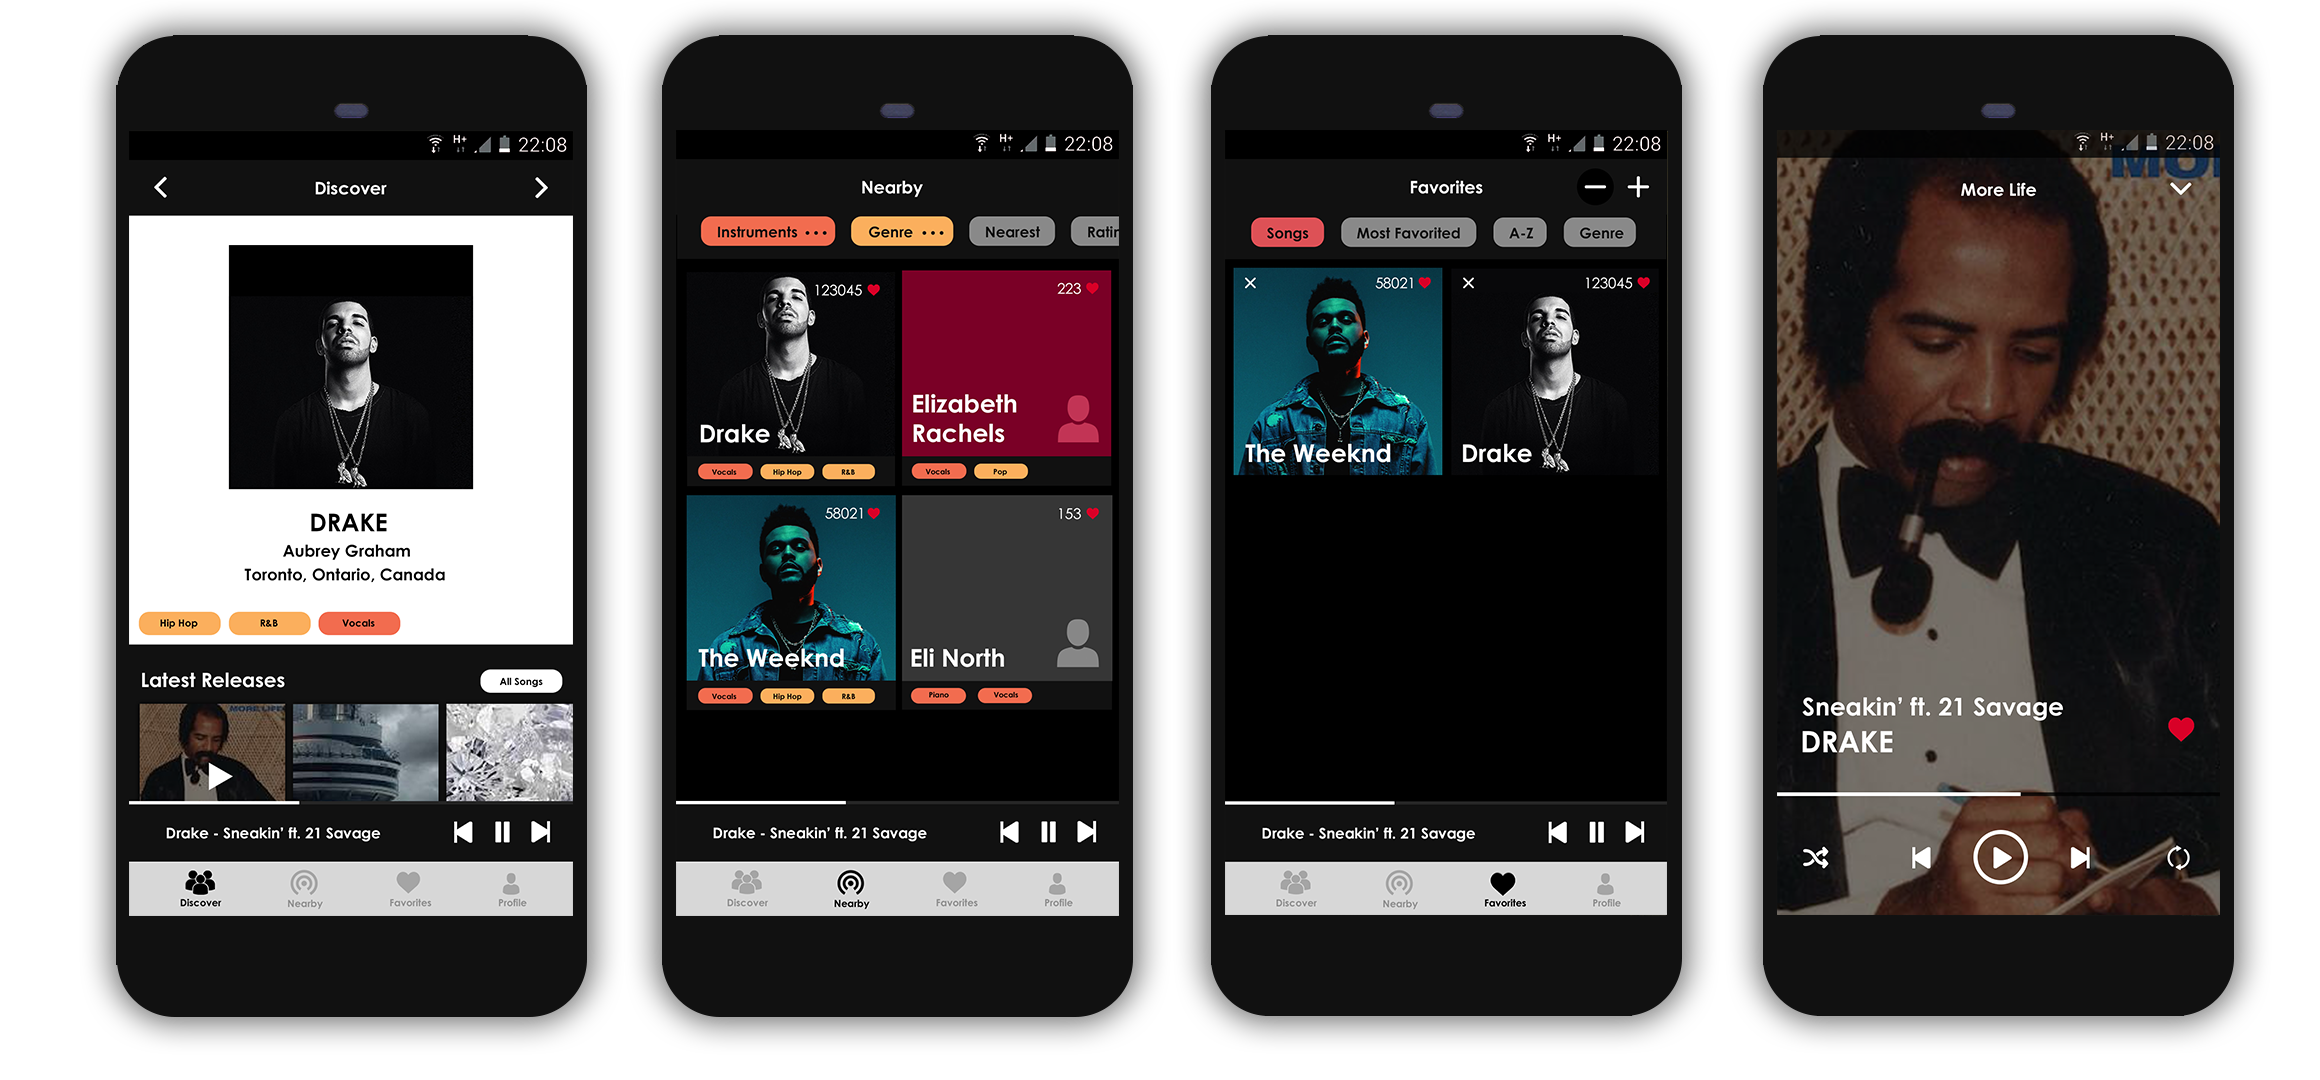 H+ 22:08
Discover
DRAKE
Aubrey Graham
Toronto, Ontario, Canada
Hip Hop R&B Vocals
Latest Releases All Songs
MORE LIFE
Drake - Sneakin' ft. 21 Savage
Discover Nearby Favorites Profile
H+ 22:08
Nearby
Instruments ••• Genre ••• Nearest Ratin
123045 223
Drake Elizabeth
Rachels
Vocals Hip Hop R&B Vocals Pop
58021 153
The Weeknd Eli North
Vocals Hip Hop R&B Piano Vocals
Drake - Sneakin' ft. 21 Savage
Discover Nearby Favorites Profile
H+ 22:08
Favorites
Songs Most Favorited A-Z Genre
58021 123045
The Weeknd Drake
Drake - Sneakin' ft. 21 Savage
Discover Nearby Favorites Profile
H+ 22:08
More Life
Sneakin' ft. 21 Savage
DRAKE